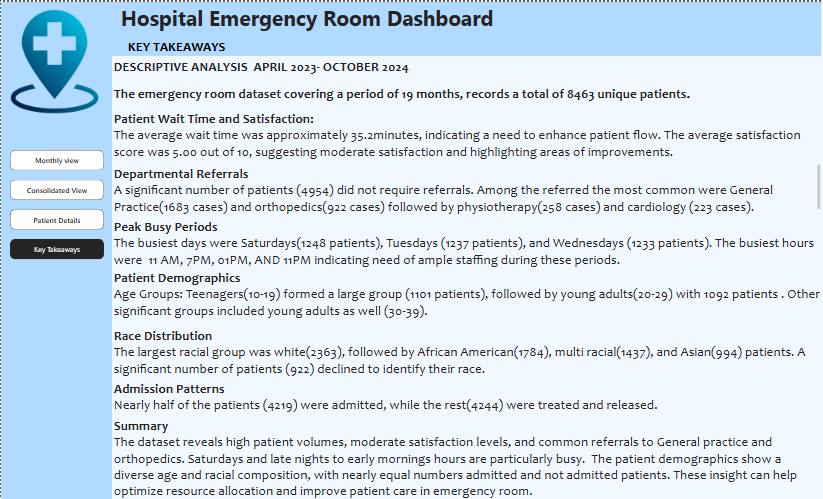 Hospital Emergency Room Dashboard
KEY TAKEAWAYS
Monthly view
Consolidated View
Patient Details
Key Takeaways
DESCRIPTIVE ANALYSIS APRIL 2023- OCTOBER 2024
The emergency room dataset covering a period of 19 months, records a total of 8463 unique patients.
Patient Wait Time and Satisfaction:
The average wait time was approximately 35.2minutes, indicating a need to enhance patient flow. The average satisfaction
score was 5.00 out of 10, suggesting moderate satisfaction and highlighting areas of improvements.
Departmental Referrals
A significant number of patients (4954) did not require referrals. Among the referred the most common were General
Practice(1683 cases) and orthopedics(922 cases) followed by physiotherapy(258 cases) and cardiology (223 cases).
Peak Busy Periods
The busiest days were Saturdays(1248 patients), Tuesdays (1237 patients), and Wednesdays (1233 patients). The busiest hours
were 11 AM, 7PM, 01PM, AND 11PM indicating need of ample staffing during these periods.
Patient Demographics
Age Groups: Teenagers(10-19) formed a large group (1101 patients), followed by young adults(20-29) with 1092 patients . Other
significant groups included young adults as well (30-39).
Race Distribution
The largest racial group was white(2363), followed by African American(1784), multi racial(1437), and Asian(994) patients. A
significant number of patients (922) declined to identify their race.
Admission Patterns
Nearly half of the patients (4219) were admitted, while the rest(4244) were treated and released.
Summary
The dataset reveals high patient volumes, moderate satisfaction levels, and common referrals to General practice and
orthopedics. Saturdays and late nights to early mornings hours are particularly busy. The patient demographics show a
diverse age and racial composition, with nearly equal numbers admitted and not admitted patients. These insight can help
optimize resource allocation and improve patient care in emergency room.